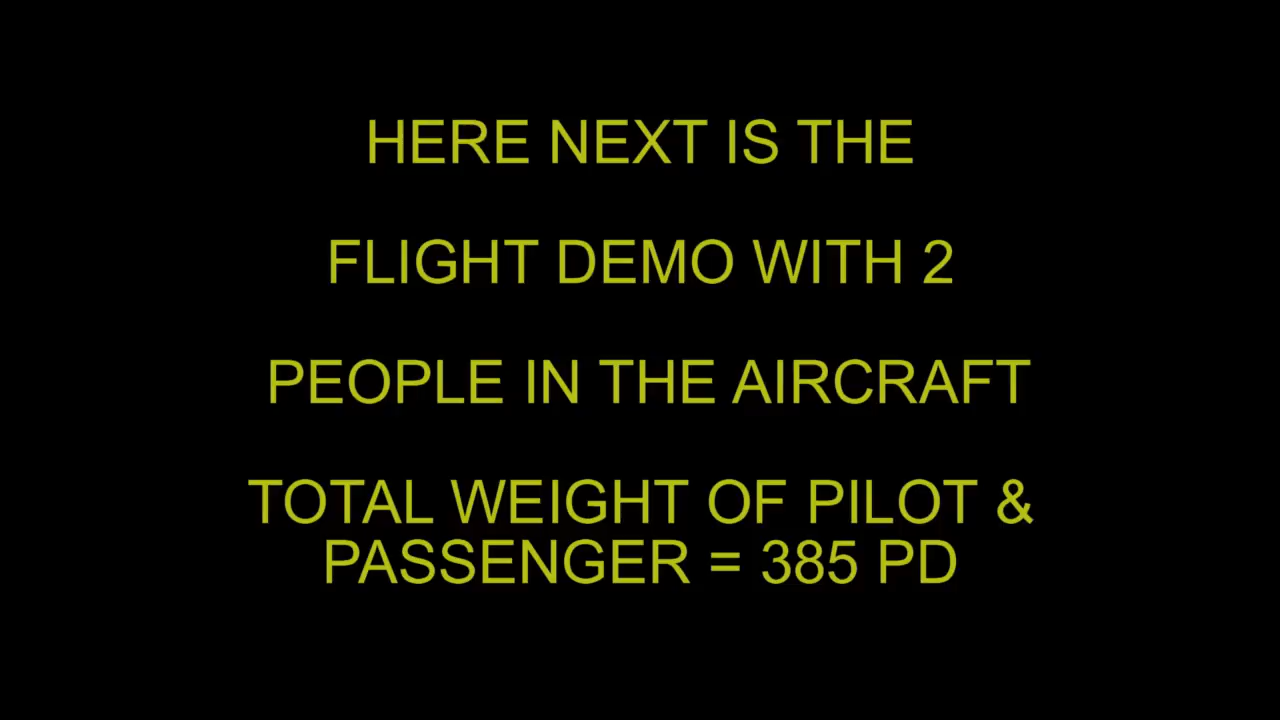 HERE NEXT IS THE
FLIGHT DEMO WITH 2
PEOPLE IN THE AIRCRAFT
TOTAL WEIGHT OF PILOT &
PASSENGER = 385 PD